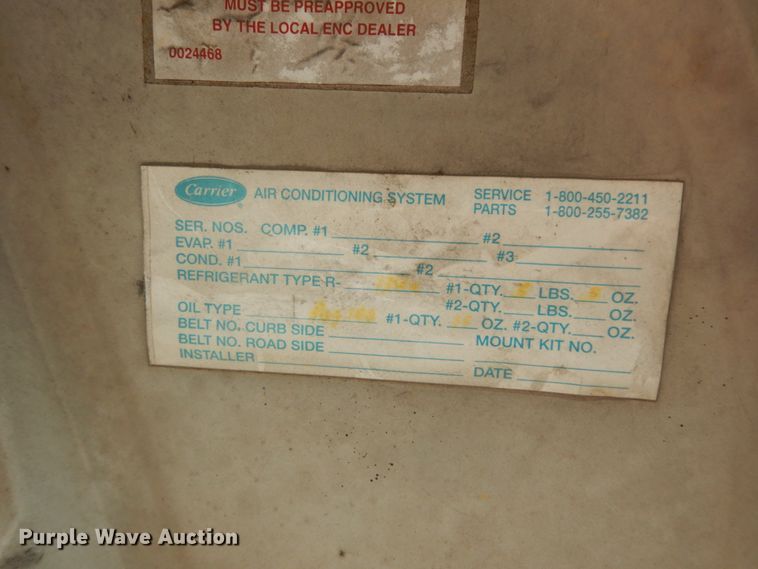 MUST BE PREAPPROVED
BY THE LOCAL ENC DEALER
0024468
Carrier AIR CONDITIONING SYSTEM SERVICE 1-800-450-2211
PARTS 1-800-255-7382
SER. NOS. COMP. #1 #2
EVAP. #1 #2 #3
COND. #1 #2
REFRIGERANT TYPE R- #1-QTY. LBS. OZ.
#2-QTY. LBS. OZ.
OIL TYPE #1-QTY. OZ. #2-QTY. OZ.
BELT NO. CURB SIDE MOUNT KIT NO.
BELT NO. ROAD SIDE
INSTALLER DATE
Purple Wave Auction